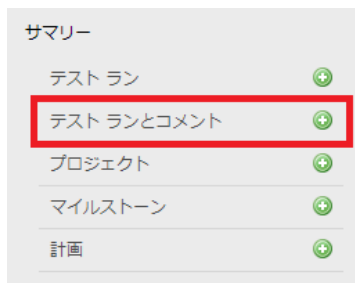 サマリー
テスト ラン
テスト ランとコメント
プロジェクト
マイルストーン
計画